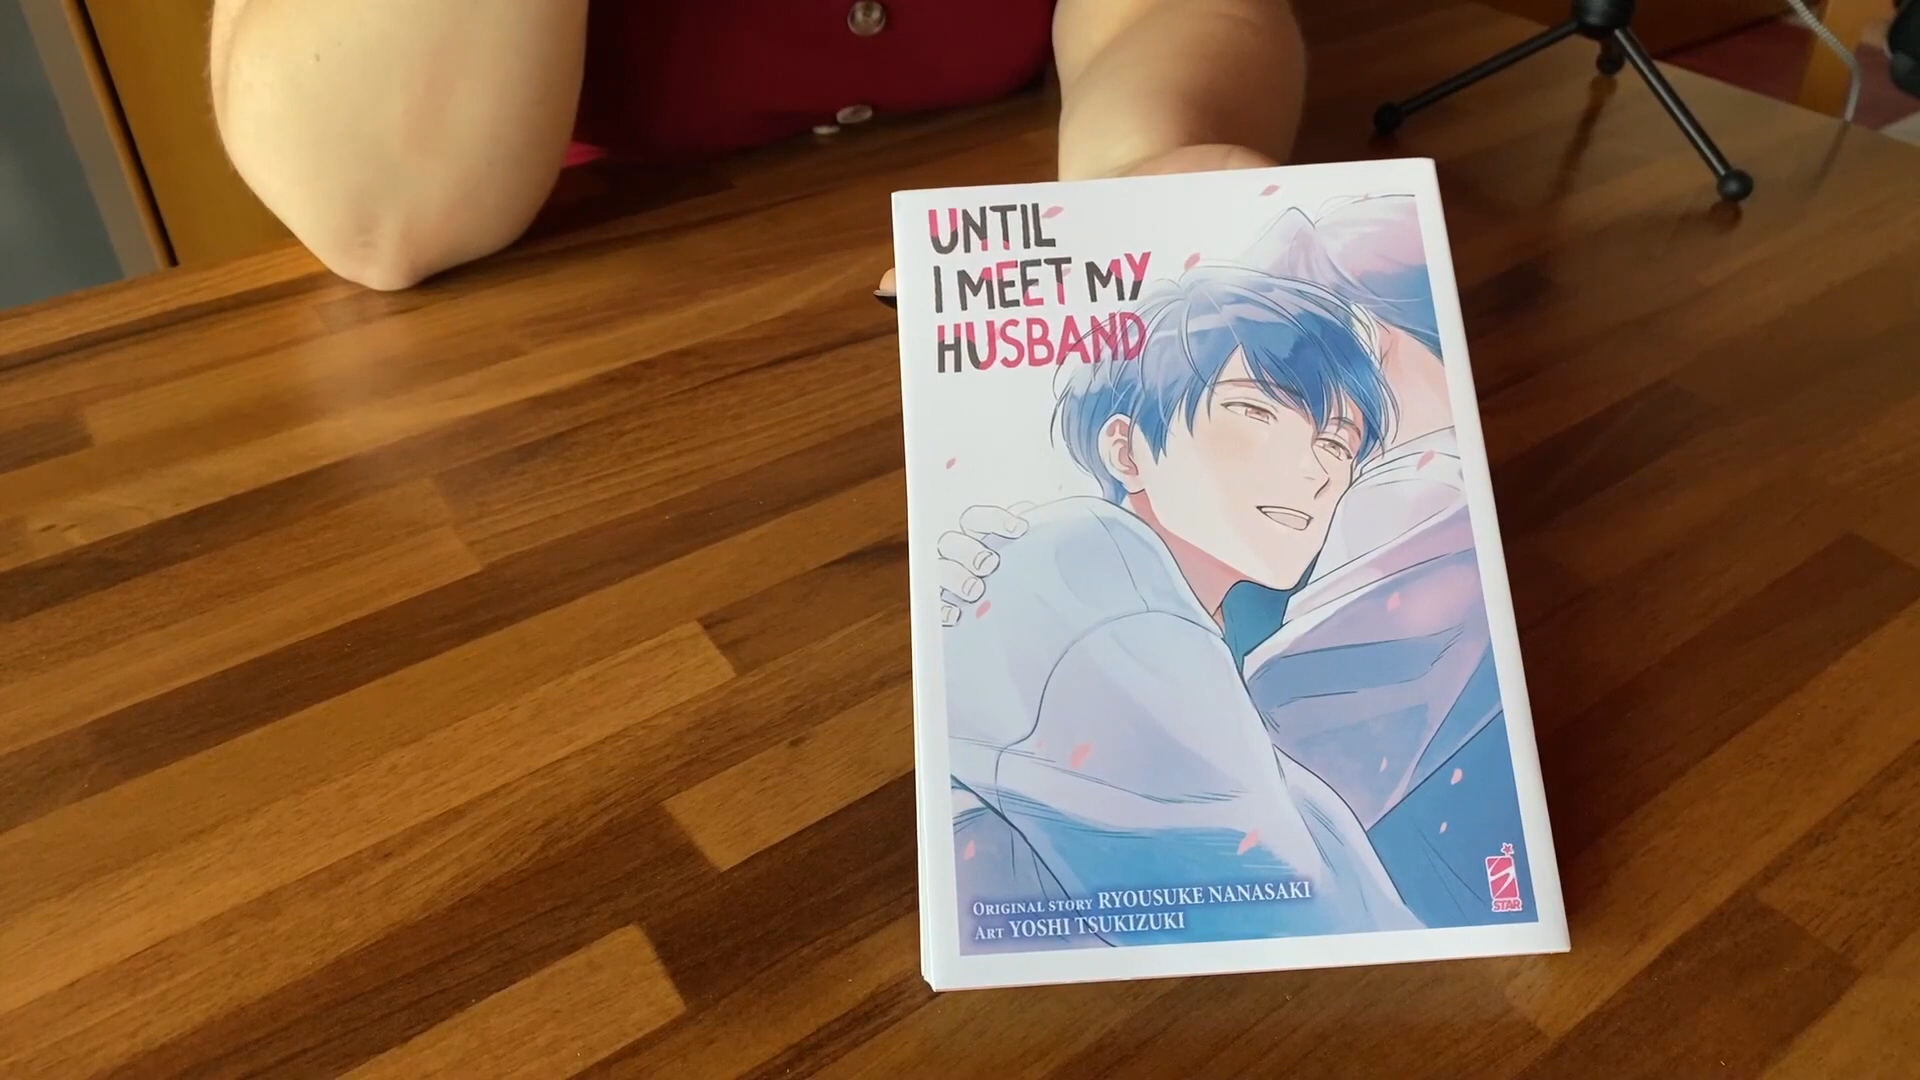 UNTIL
I MEET MY
HUSBAND
ORIGINAL STORY RYOUSUKE NANASAKI
ART YOSHI TSUKIZUKI
STAR